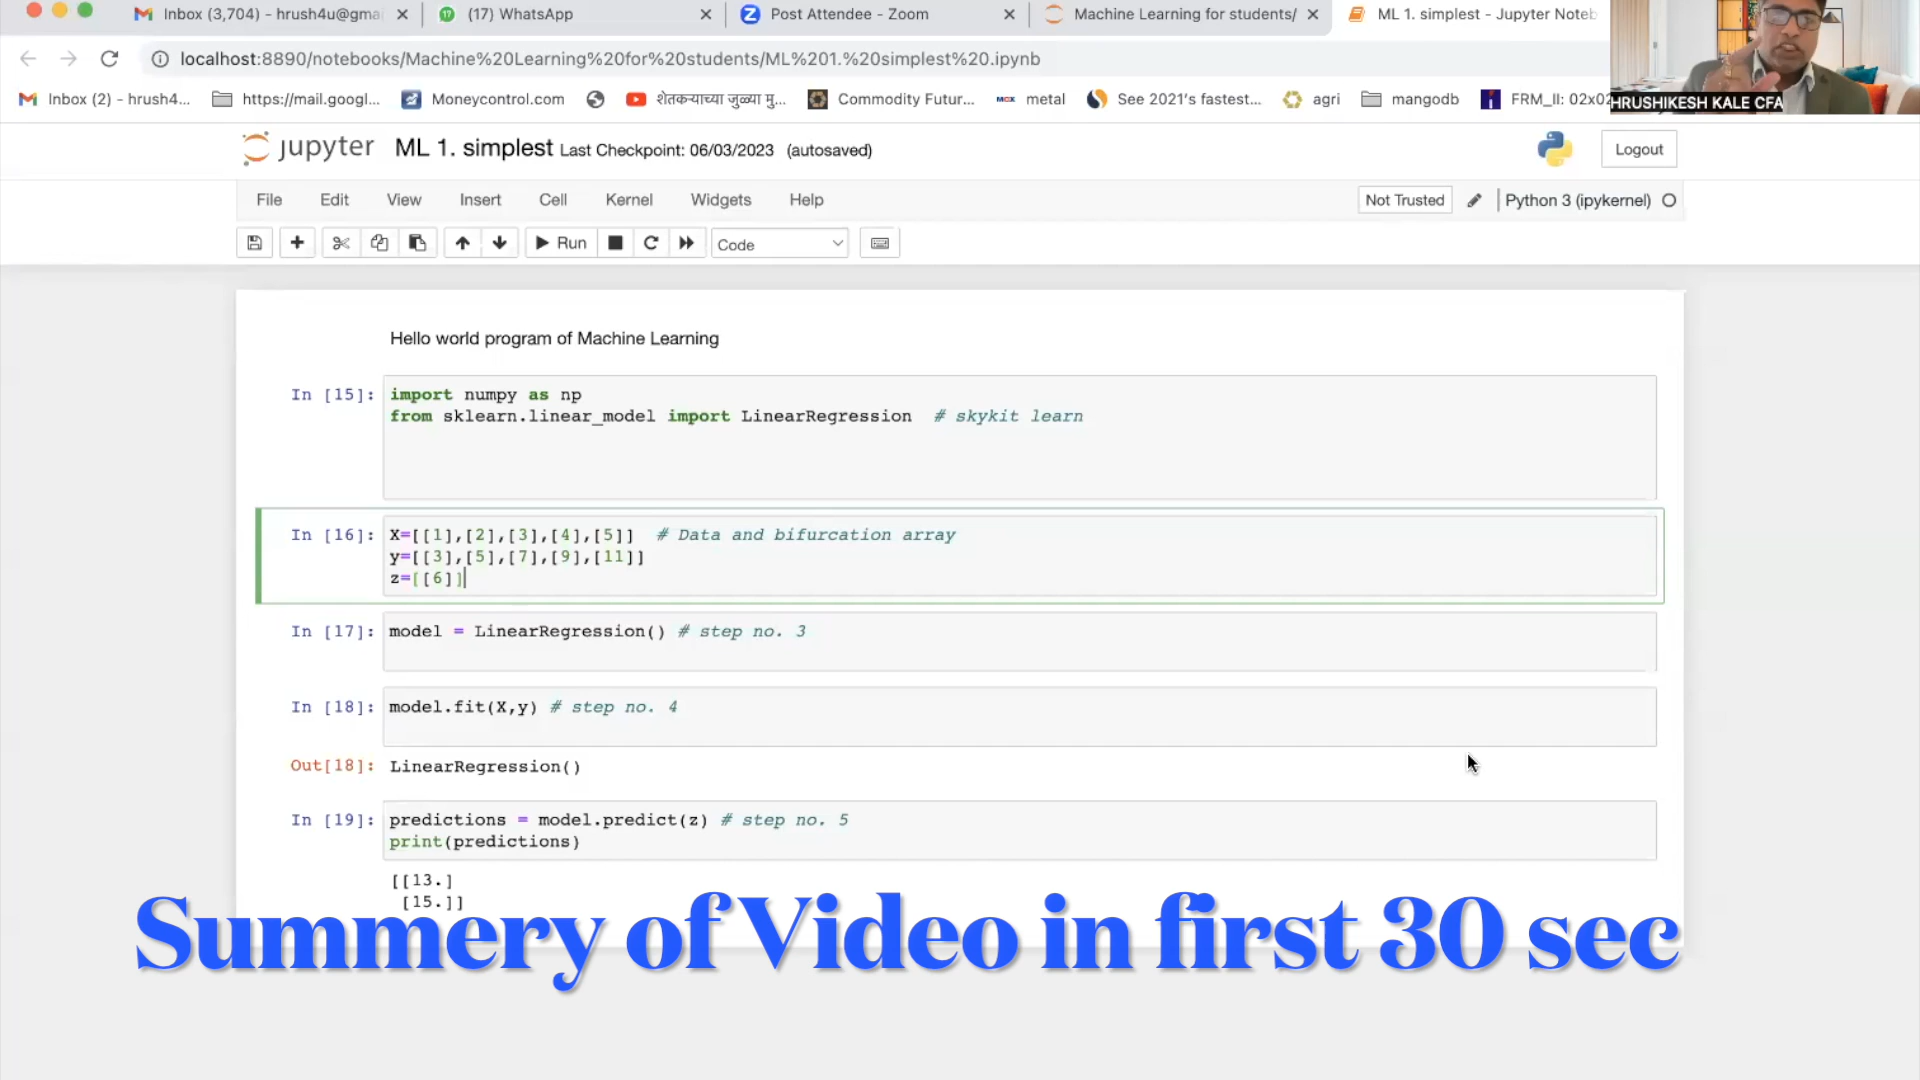 Inbox (3,704) - hrush4u@gmai
(17) WhatsApp
Post Attendee - Zoom
Machine Learning for students/
ML 1. simplest - Jupyter Noteb
localhost:8890/notebooks/Machine%20Learning%20for%20students/ML%201.%20simplest%20.ipynb
Inbox (2) - hrush4...
https://mail.googl...
Moneycontrol.com
शेतकऱ्याच्या जुळ्या मु...
Commodity Futur...
metal
See 2021's fastest...
agri
mangodb
FRM_II: 02x02
HRUSHIKESH KALE CFA
jupyter ML 1. simplest Last Checkpoint: 06/03/2023 (autosaved)
Logout
File Edit View Insert Cell Kernel Widgets Help
Not Trusted
Python 3 (ipykernel)
Run
Code
Hello world program of Machine Learning
In [15]: import numpy as np
from sklearn.linear_model import LinearRegression # skykit learn
In [16]: X=[[1],[2],[3],[4],[5]] # Data and bifurcation array
y=[[3],[5],[7],[9],[11]]
z=[[6]]
In [17]: model = LinearRegression() # step no. 3
In [18]: model.fit(X,y) # step no. 4
Out[18]: LinearRegression()
In [19]: predictions = model.predict(z) # step no. 5
print(predictions)
[[13.]
[15.]]
Summery of Video in first 30 sec